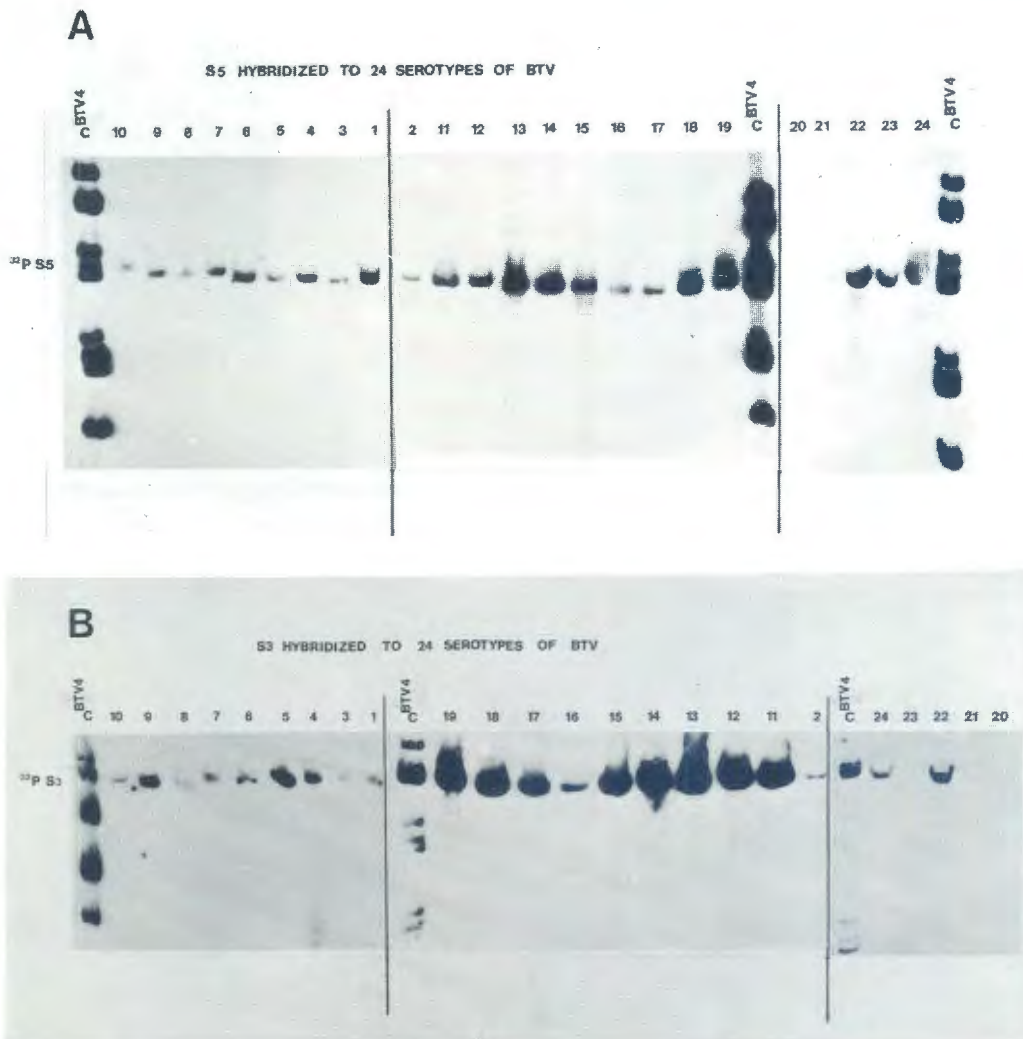 A
S5 HYBRIDIZED TO 24 SEROTYPES OF BTV
BTV4 C 10 9 8 7 6 5 4 3 1 2 11 12 13 14 15 16 17 18 19 BTV4 C 20 21 22 23 24 BTV4 C
³²P S5
B
S3 HYBRIDIZED TO 24 SEROTYPES OF BTV
BTV4 C 10 9 8 7 6 5 4 3 1 BTV4 C 19 18 17 16 15 14 13 12 11 2 BTV4 C 24 23 22 21 20
³²P S3